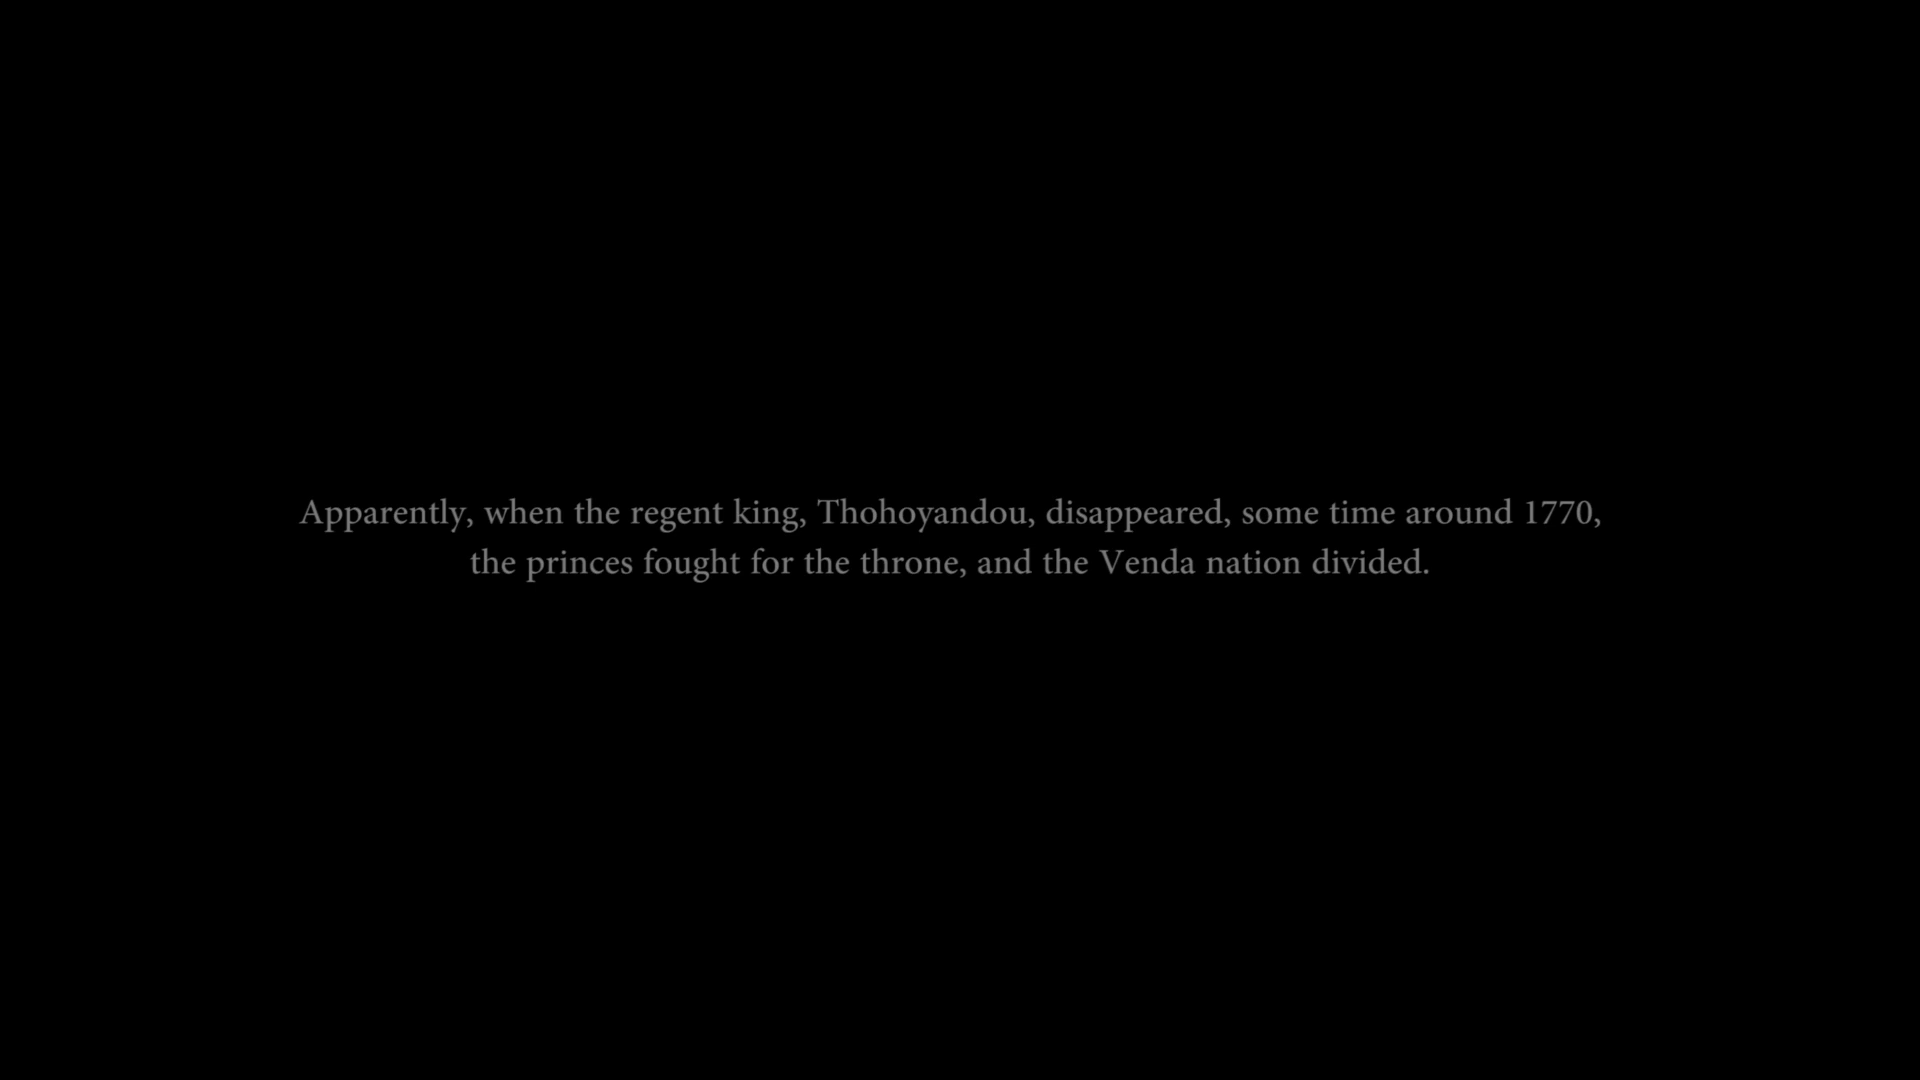 Apparently, when the regent king, Thohoyandou, disappeared, some time around 1770,
the princes fought for the throne, and the Venda nation divided.